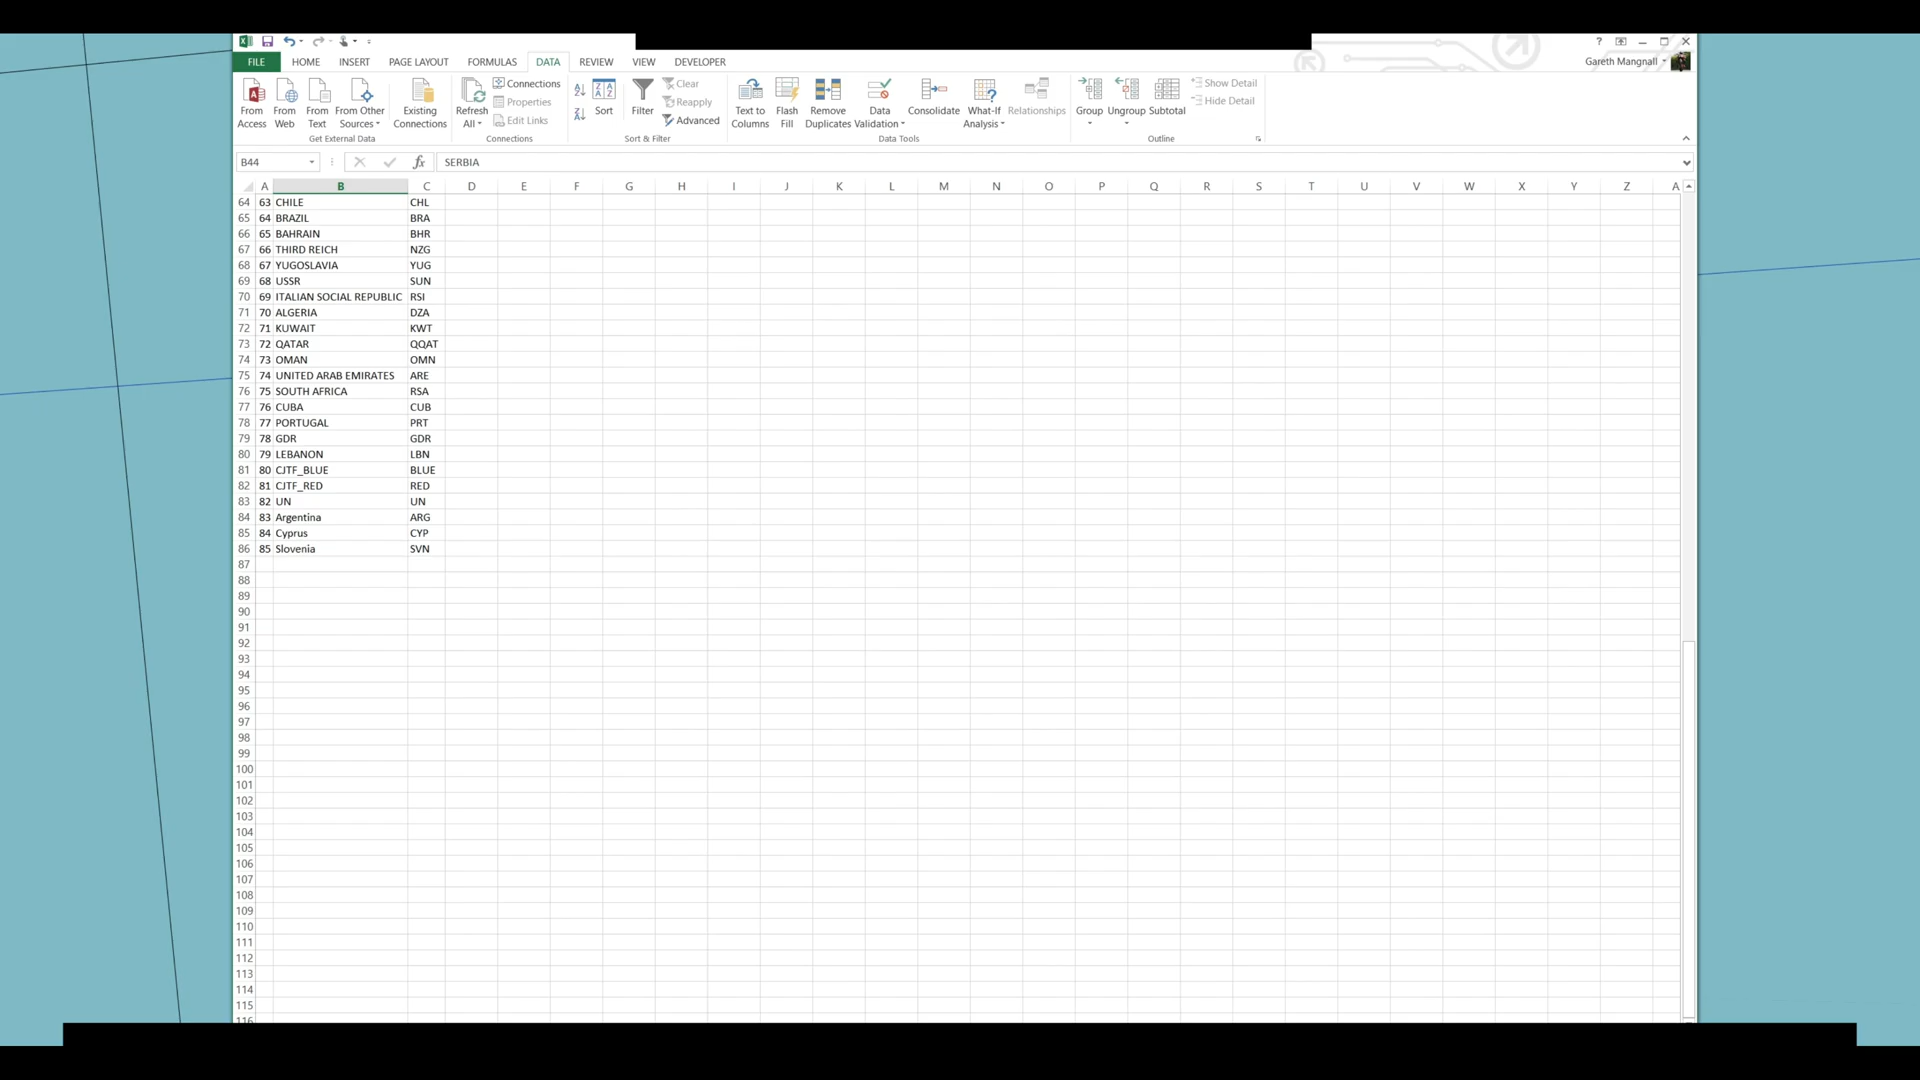 FILE HOME INSERT PAGE LAYOUT FORMULAS DATA REVIEW VIEW DEVELOPER Gareth Mangnall
From Access From Web From Text From Other Sources Existing Connections
Get External Data
Refresh All Connections Properties Edit Links
Connections
Sort Filter Clear Reapply Advanced
Sort & Filter
Text to Columns Flash Fill Remove Duplicates Data Validation Consolidate What-If Analysis Relationships
Data Tools
Group Ungroup Subtotal Show Detail Hide Detail
Outline
B44 fx SERBIA
A B C D E F G H I J K L M N O P Q R S T U V W X Y Z A
64 63 CHILE CHL
65 64 BRAZIL BRA
66 65 BAHRAIN BHR
67 66 THIRD REICH NZG
68 67 YUGOSLAVIA YUG
69 68 USSR SUN
70 69 ITALIAN SOCIAL REPUBLIC RSI
71 70 ALGERIA DZA
72 71 KUWAIT KWT
73 72 QATAR QQAT
74 73 OMAN OMN
75 74 UNITED ARAB EMIRATES ARE
76 75 SOUTH AFRICA RSA
77 76 CUBA CUB
78 77 PORTUGAL PRT
79 78 GDR GDR
80 79 LEBANON LBN
81 80 CJTF_BLUE BLUE
82 81 CJTF_RED RED
83 82 UN UN
84 83 Argentina ARG
85 84 Cyprus CYP
86 85 Slovenia SVN
87
88
89
90
91
92
93
94
95
96
97
98
99
100
101
102
103
104
105
106
107
108
109
110
111
112
113
114
115
116